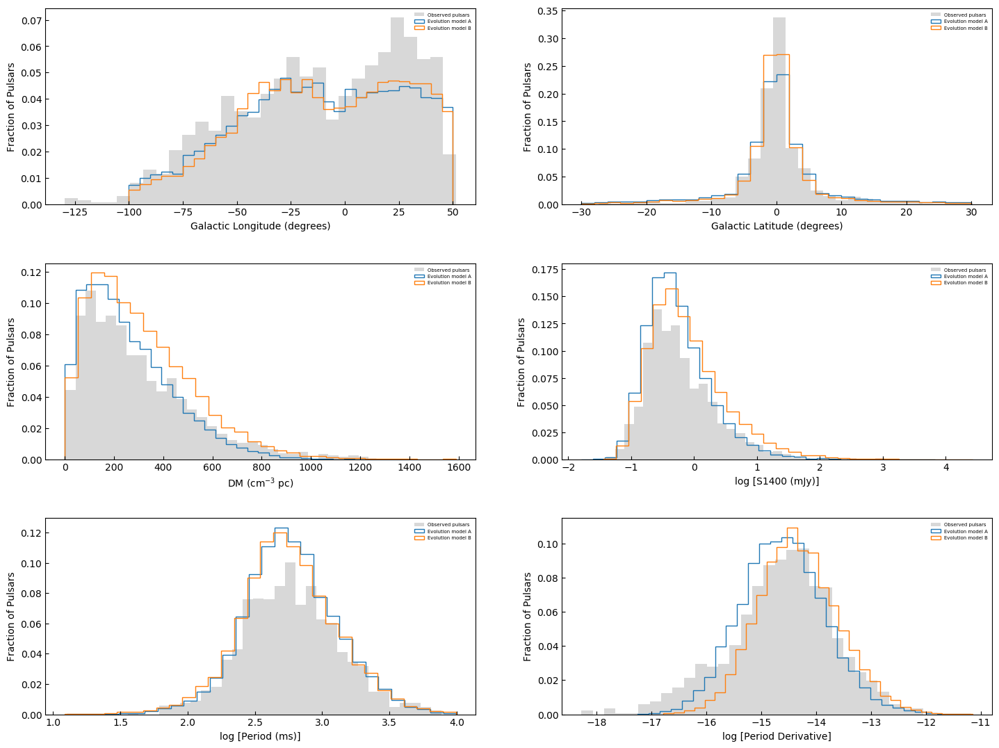 0.07
0.06
0.05
0.04
0.03
0.02
0.01
0.00
Fraction of Pulsars
Observed pulsars
Evolution model A
Evolution model B
−125 −100 −75 −50 −25 0 25 50
Galactic Longitude (degrees)
0.35
0.30
0.25
0.20
0.15
0.10
0.05
0.00
Fraction of Pulsars
Observed pulsars
Evolution model A
Evolution model B
−30 −20 −10 0 10 20 30
Galactic Latitude (degrees)
0.12
0.10
0.08
0.06
0.04
0.02
0.00
Fraction of Pulsars
Observed pulsars
Evolution model A
Evolution model B
0 200 400 600 800 1000 1200 1400 1600
DM (cm⁻³ pc)
0.175
0.150
0.125
0.100
0.075
0.050
0.025
0.000
Fraction of Pulsars
Observed pulsars
Evolution model A
Evolution model B
−2 −1 0 1 2 3 4
log [S1400 (mJy)]
0.12
0.10
0.08
0.06
0.04
0.02
0.00
Fraction of Pulsars
Observed pulsars
Evolution model A
Evolution model B
1.0 1.5 2.0 2.5 3.0 3.5 4.0
log [Period (ms)]
0.10
0.08
0.06
0.04
0.02
0.00
Fraction of Pulsars
Observed pulsars
Evolution model A
Evolution model B
−18 −17 −16 −15 −14 −13 −12 −11
log [Period Derivative]